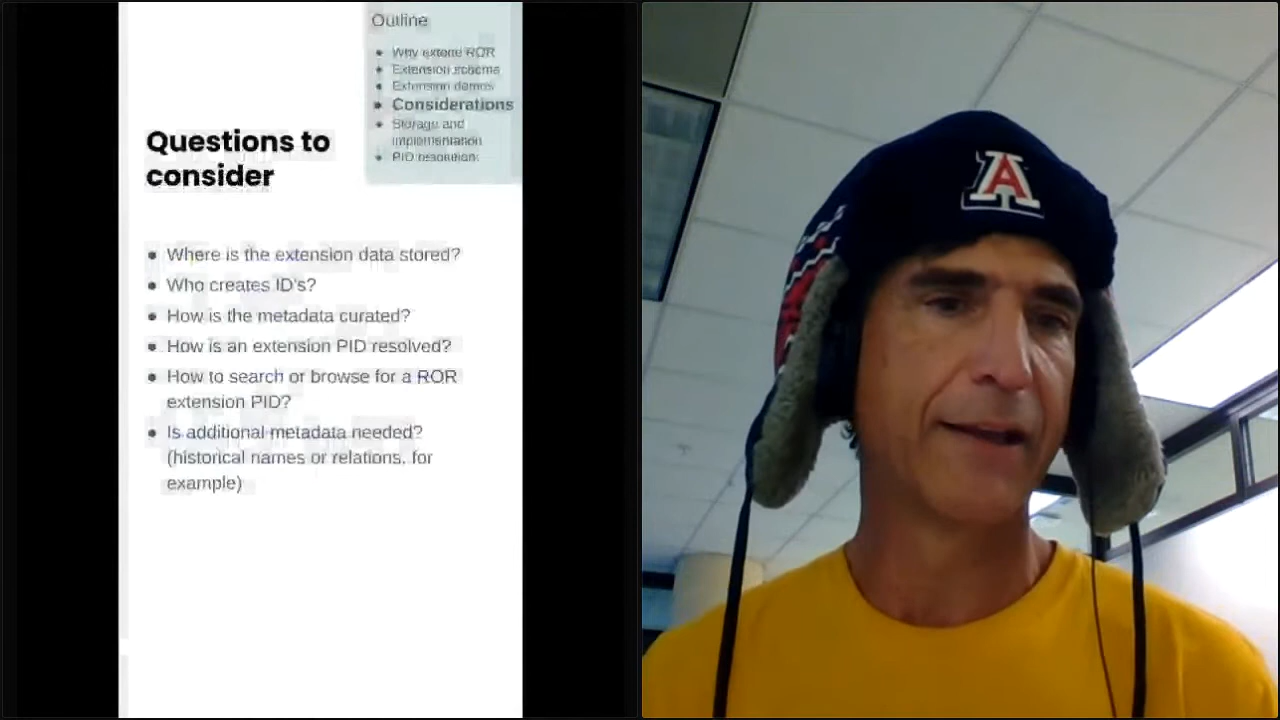 Outline
Why extend ROR
Extension schema
Extension demos
Considerations
Storage and
implementation
PID resolution
Questions to
consider
Where is the extension data stored?
Who creates ID's?
How is the metadata curated?
How is an extension PID resolved?
How to search or browse for a ROR
extension PID?
Is additional metadata needed?
(historical names or relations, for
example)
A